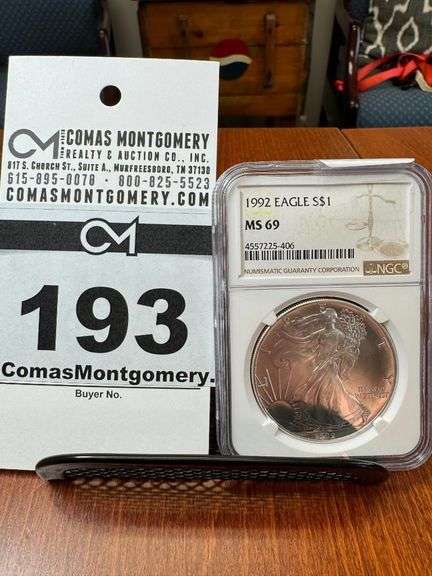 CM
COMAS MONTGOMERY
REALTY & AUCTION CO., INC.
817 S. CHURCH ST., SUITE A., MURFREESBORO, TN 37130
615-895-0078 · 800-825-5523
COMASMONTGOMERY.COM
CM
193
ComasMontgomery.
Buyer No.
1992 EAGLE S$1
MS 69
4557225-406
NUMISMATIC GUARANTY CORPORATION
NGC